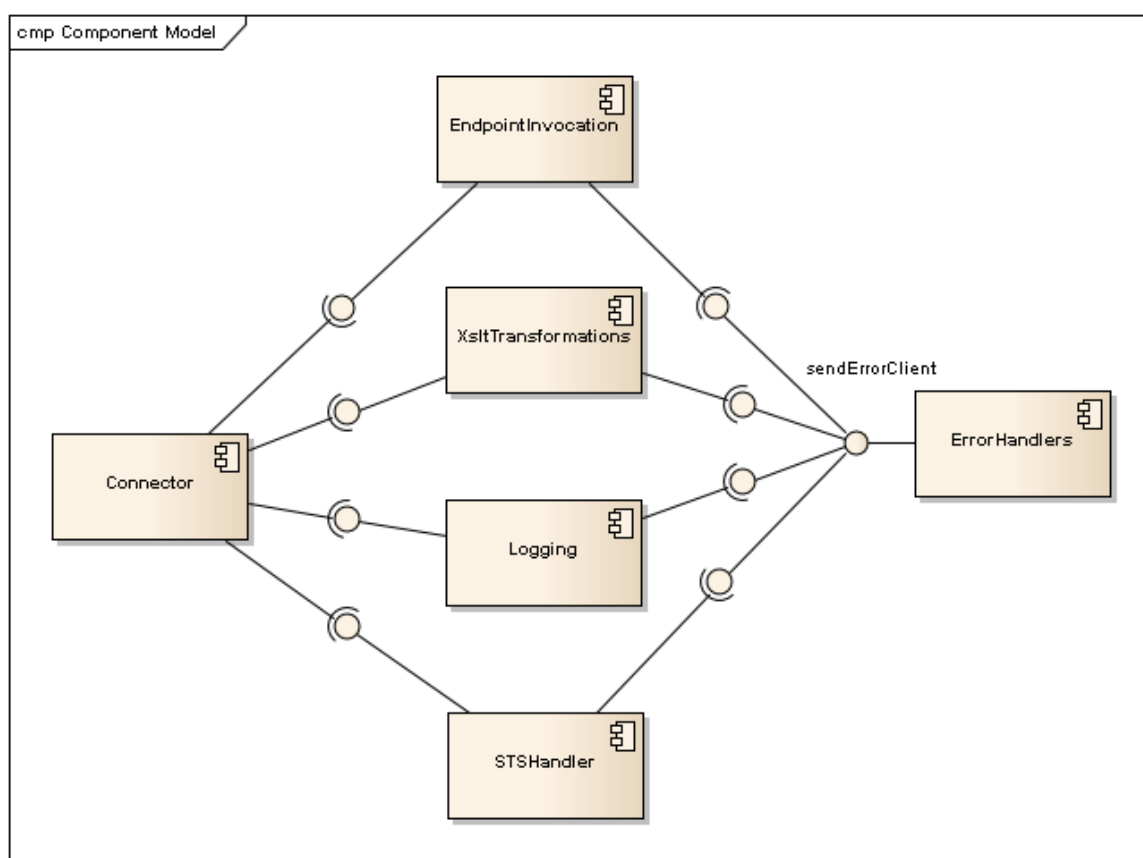 cmp Component Model
EndpointInvocation
XsltTransformations
sendErrorClient
ErrorHandlers
Connector
Logging
STSHandler